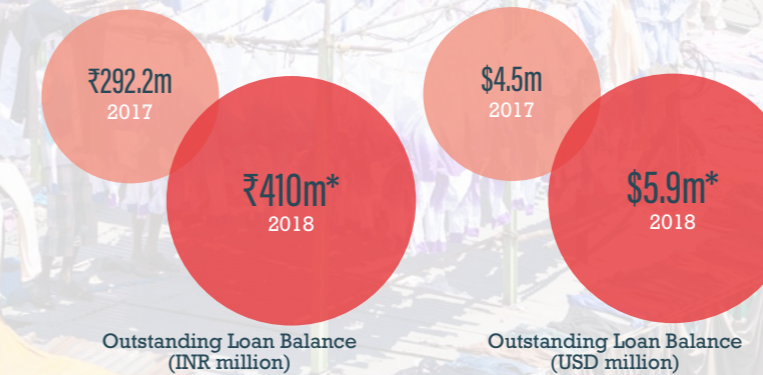 ₹292.2m
2017
₹410m*
2018
Outstanding Loan Balance
(INR million)
$4.5m
2017
$5.9m*
2018
Outstanding Loan Balance
(USD million)